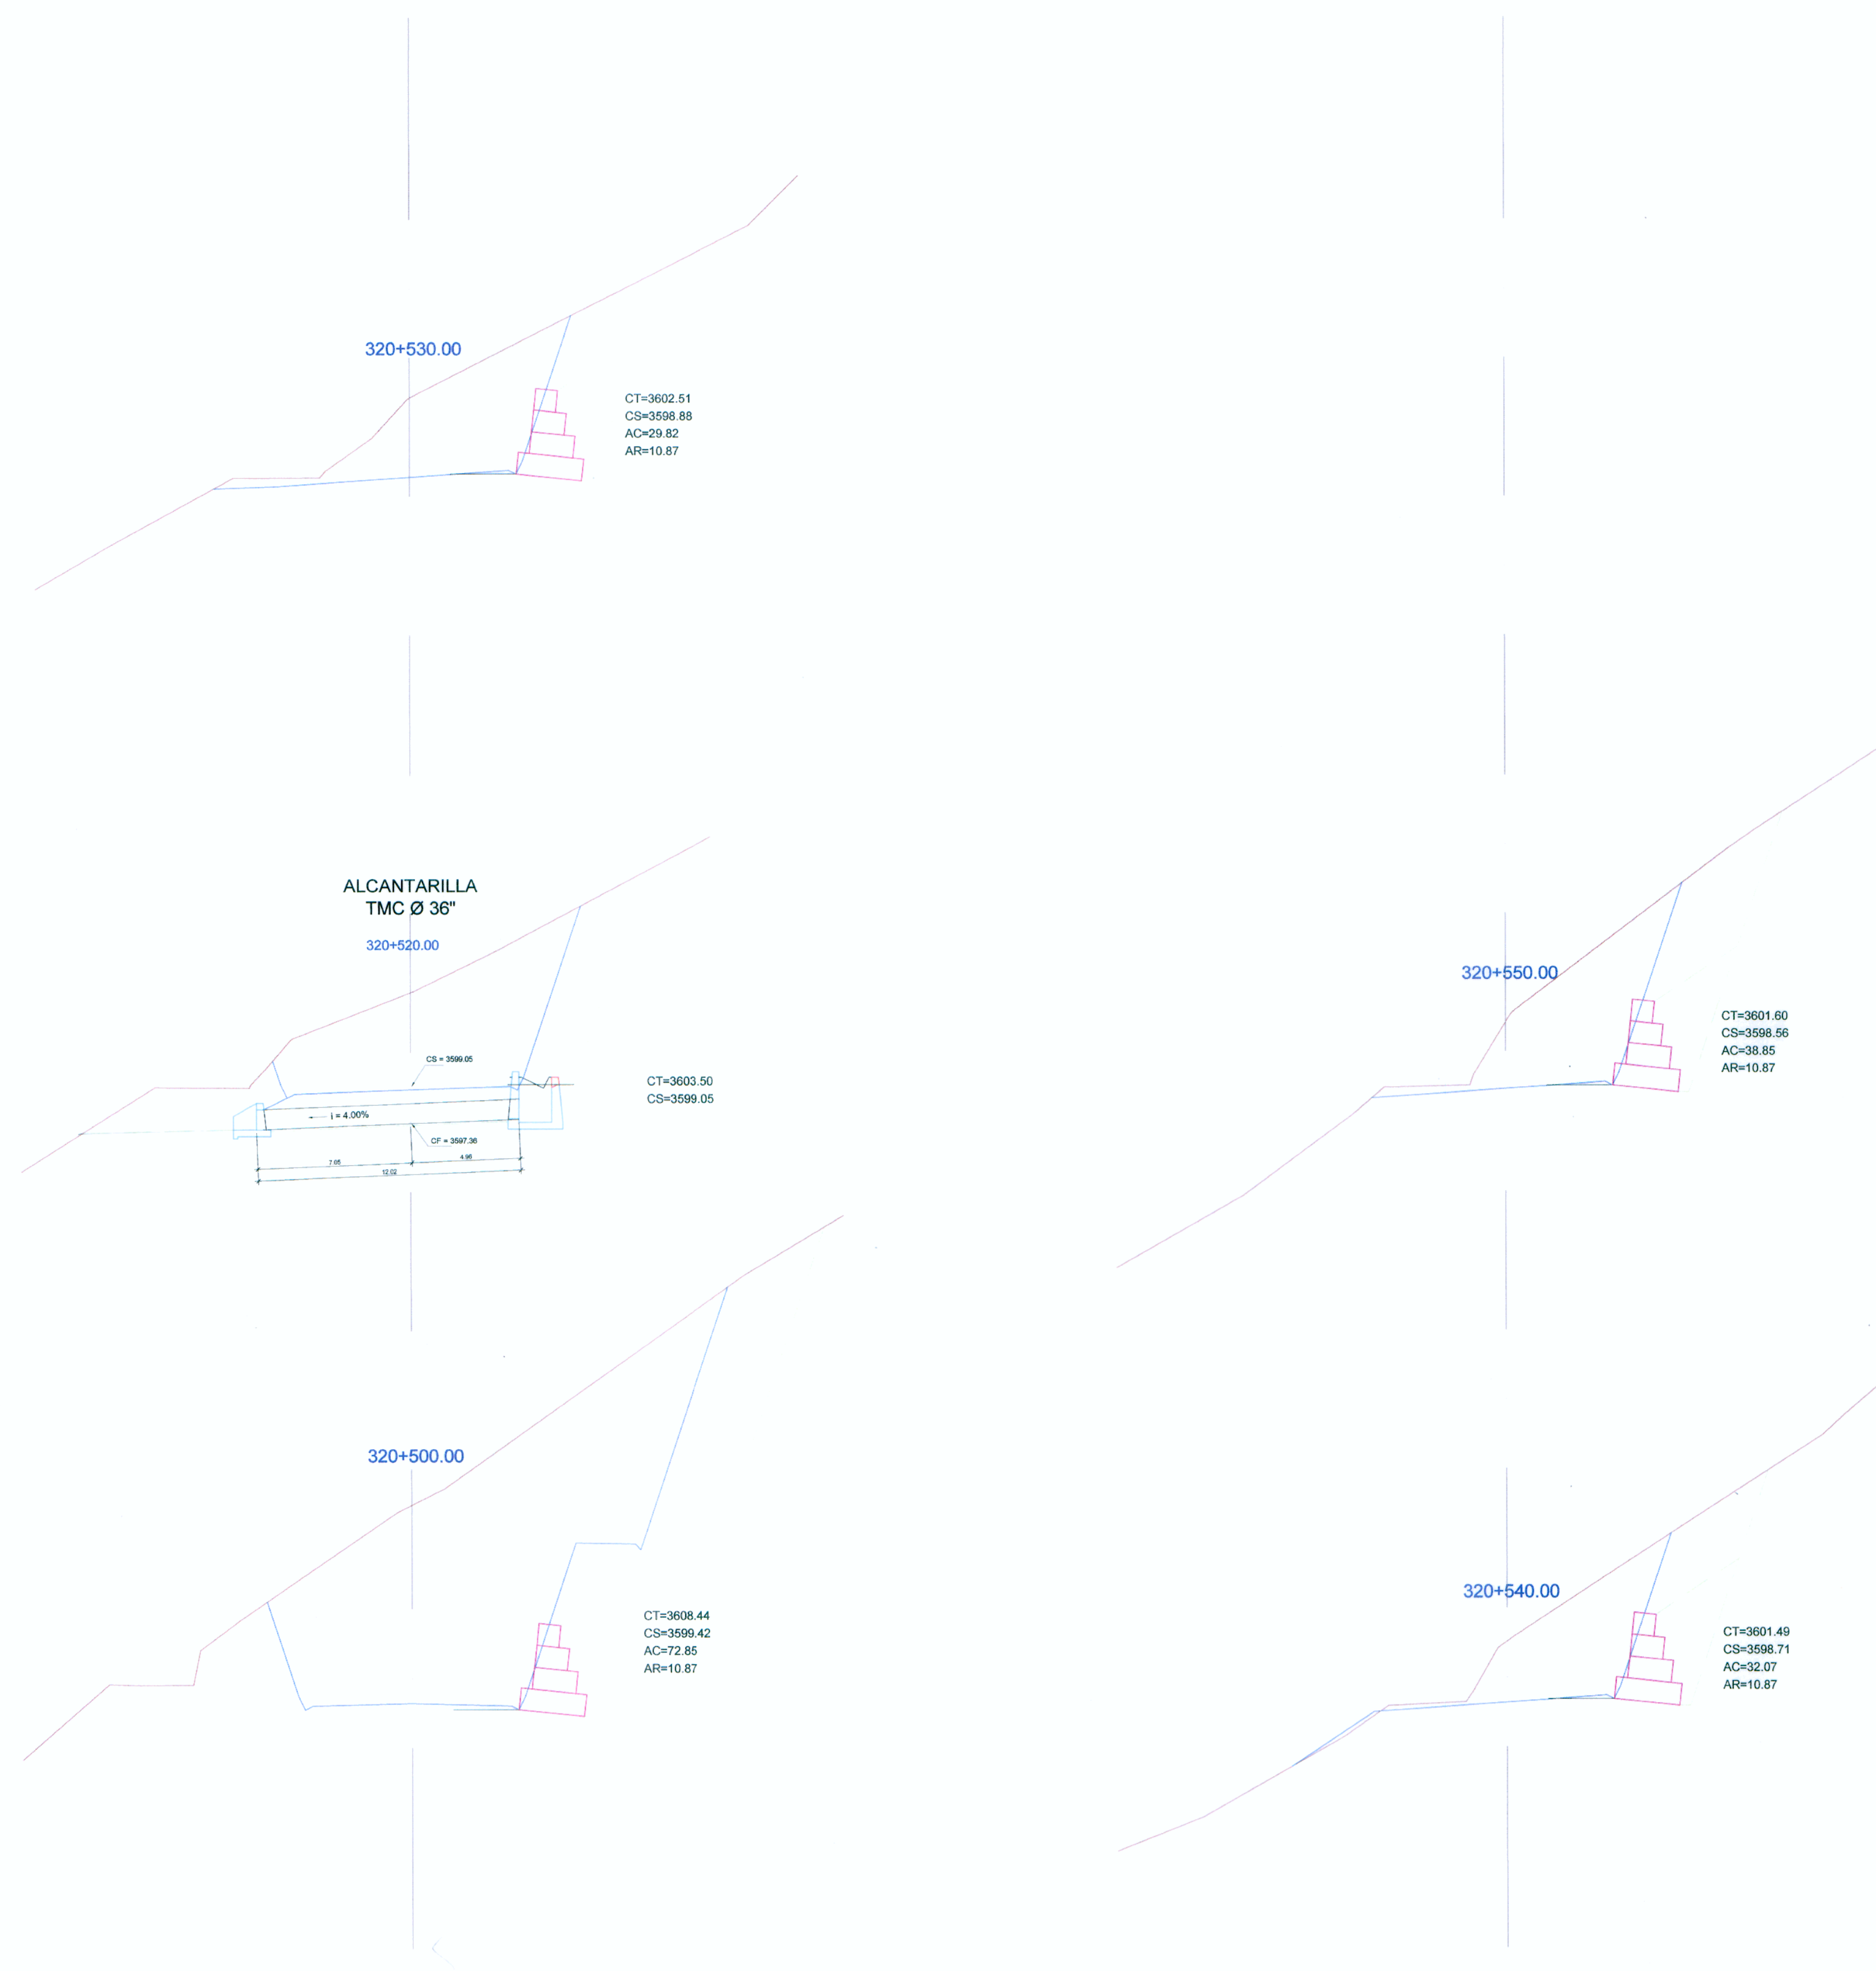 320+530.00
CT=3602.51
CS=3598.88
AC=29.82
AR=10.87
ALCANTARILLA
TMC Ø 36"
320+520.00
CS = 3599.05
CT=3603.50
CS=3599.05
i = 4.00%
CF = 3597.36
7.05
4.96
12.02
320+500.00
CT=3608.44
CS=3599.42
AC=72.85
AR=10.87
320+550.00
CT=3601.60
CS=3598.56
AC=38.85
AR=10.87
320+540.00
CT=3601.49
CS=3598.71
AC=32.07
AR=10.87